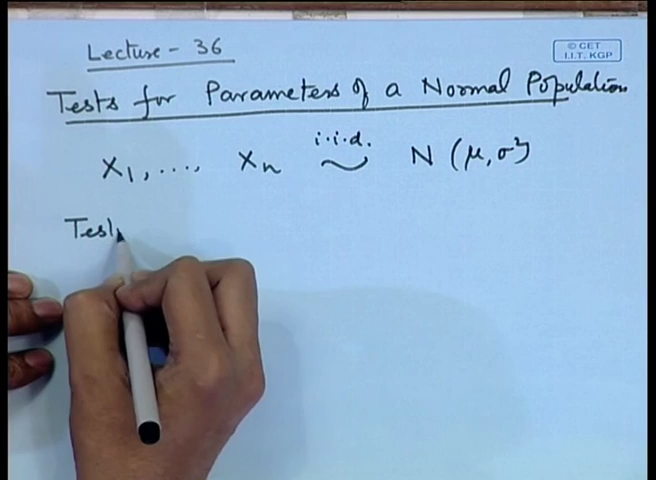 Lecture - 36
© CET
I.I.T. KGP
Tests for Parameters of a Normal Population
X₁, ..., Xₙ i.i.d. ~ N (μ, σ²)
Test